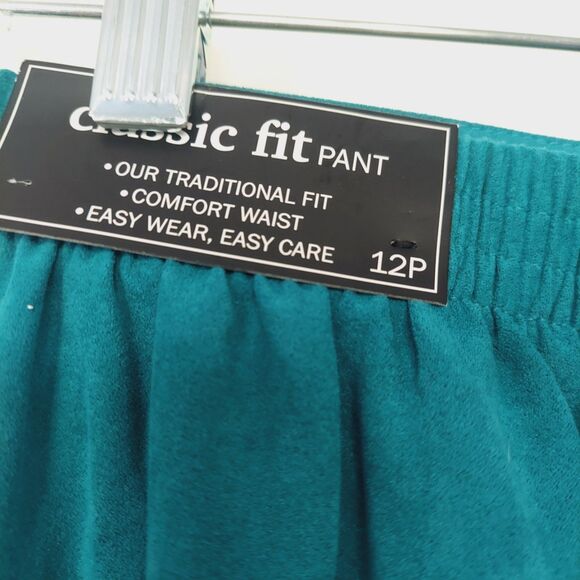 classic fit PANT
•OUR TRADITIONAL FIT
•COMFORT WAIST
•EASY WEAR, EASY CARE
12P